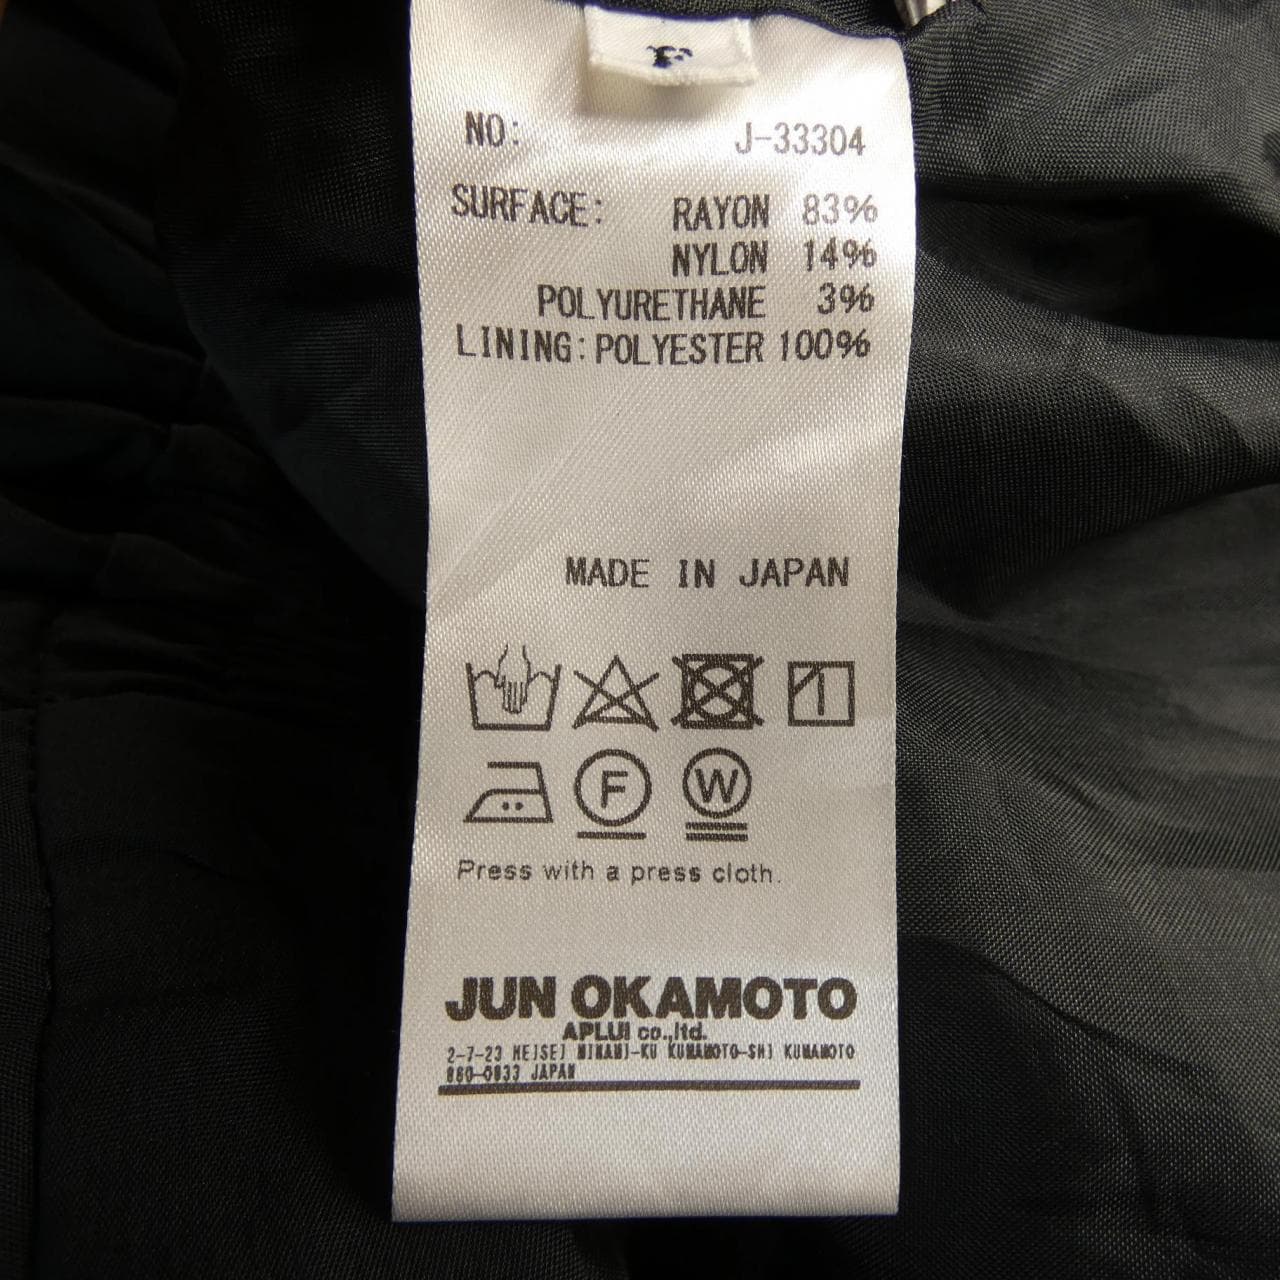 F
NO: J-33304
SURFACE: RAYON 83%
NYLON 14%
POLYURETHANE 3%
LINING: POLYESTER 100%
MADE IN JAPAN
F W
Press with a press cloth.
JUN OKAMOTO
APLUI co.,ltd.
2-7-23 HEISEI MINAMI-KU KUMAMOTO-SHI KUMAMOTO
860-0833 JAPAN